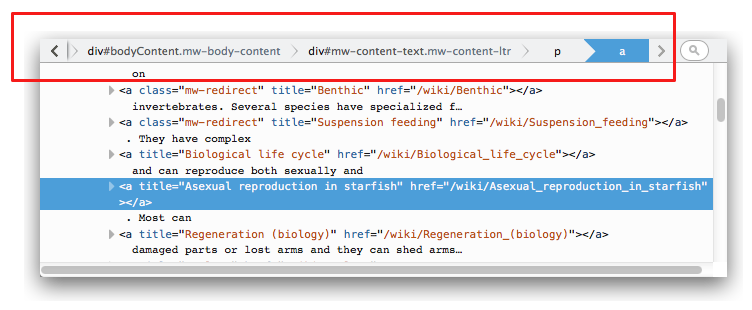 div#bodyContent.mw-body-content div#mw-content-text.mw-content-ltr p a
on
<a class="mw-redirect" title="Benthic" href="/wiki/Benthic"></a>
invertebrates. Several species have specialized f…
<a class="mw-redirect" title="Suspension feeding" href="/wiki/Suspension_feeding"></a>
. They have complex
<a title="Biological life cycle" href="/wiki/Biological_life_cycle"></a>
and can reproduce both sexually and
<a title="Asexual reproduction in starfish" href="/wiki/Asexual_reproduction_in_starfish"
></a>
. Most can
<a title="Regeneration (biology)" href="/wiki/Regeneration_(biology)"></a>
damaged parts or lost arms and they can shed arms…